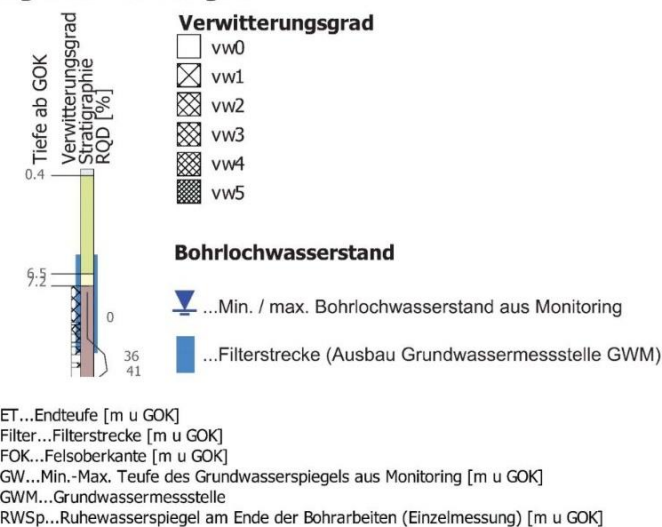 Verwitterungsgrad
vw0
vw1
vw2
vw3
vw4
vw5
Tiefe ab GOK
Verwitterungsgrad
Stratigraphie
RQD [%]
0.4
6.5
7.2
0
36
41
Bohrlochwasserstand
...Min. / max. Bohrlochwasserstand aus Monitoring
...Filterstrecke (Ausbau Grundwassermessstelle GWM)
ET...Endteufe [m u GOK]
Filter...Filterstrecke [m u GOK]
FOK...Felsoberkante [m u GOK]
GW...Min.-Max. Teufe des Grundwasserspiegels aus Monitoring [m u GOK]
GWM...Grundwassermessstelle
RWSp...Ruhewasserspiegel am Ende der Bohrarbeiten (Einzelmessung) [m u GOK]